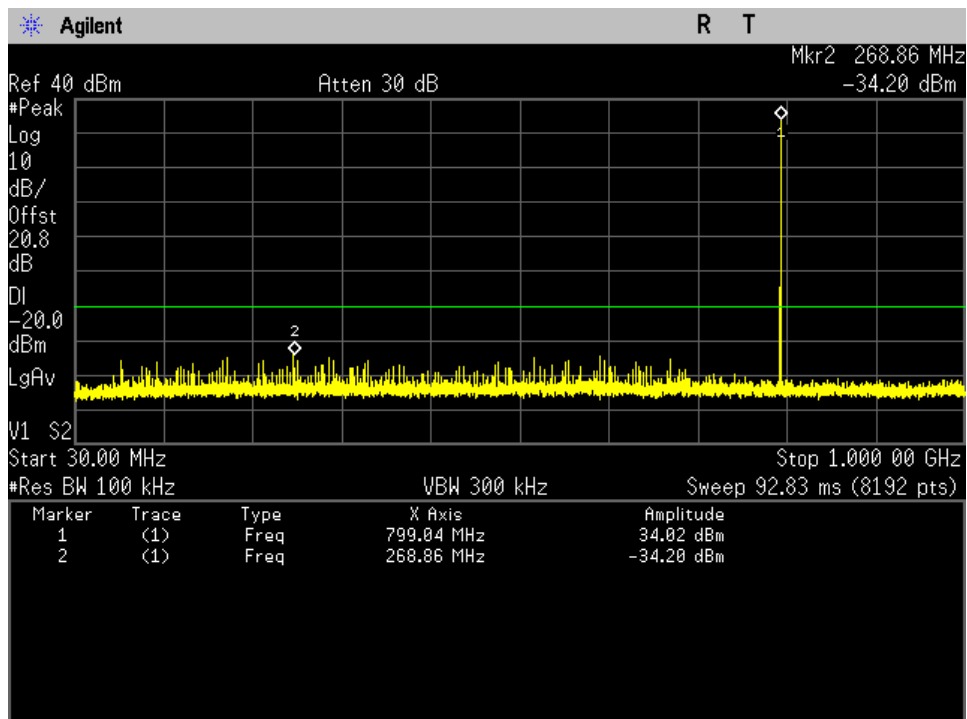 Agilent R T
Mkr2 268.86 MHz
Ref 40 dBm Atten 30 dB -34.20 dBm
#Peak
Log
10
dB/
Offst
20.8
dB
DI
-20.0
dBm
LgAv
V1 S2
1
2
Start 30.00 MHz Stop 1.000 00 GHz
#Res BW 100 kHz VBW 300 kHz Sweep 92.83 ms (8192 pts)
Marker Trace Type X Axis Amplitude
1 (1) Freq 799.04 MHz 34.02 dBm
2 (1) Freq 268.86 MHz -34.20 dBm